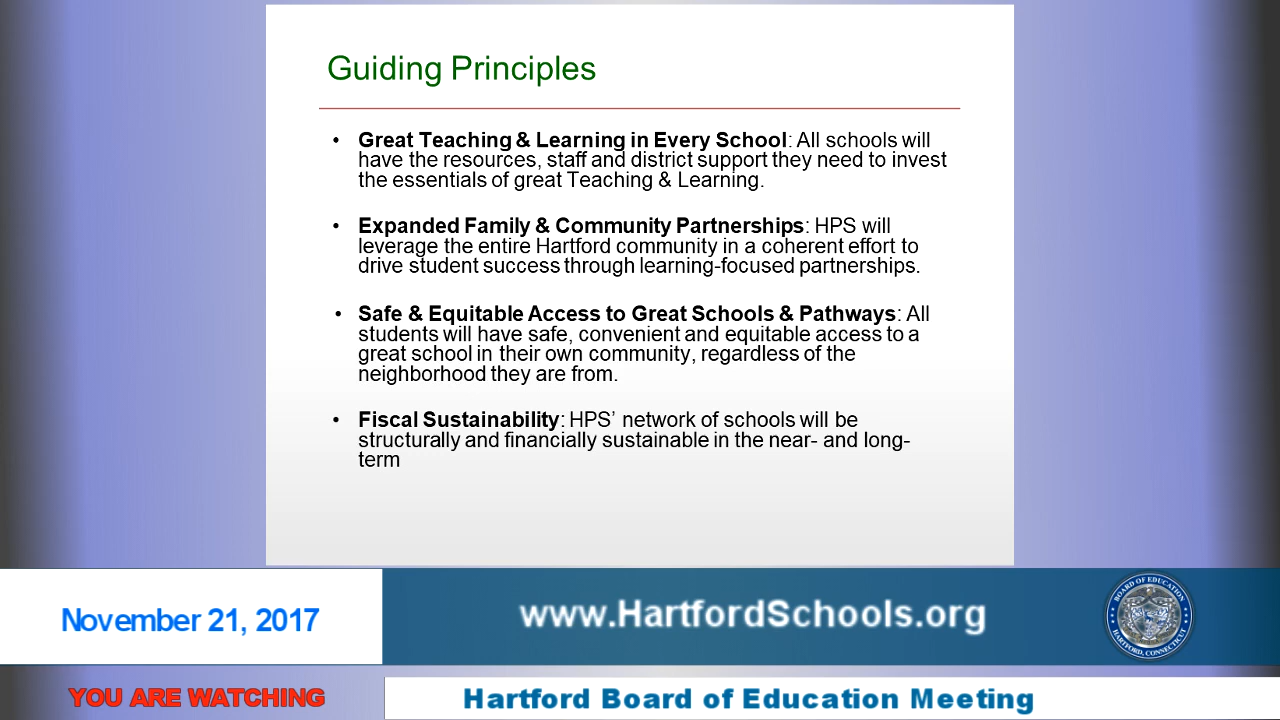 Guiding Principles
• Great Teaching & Learning in Every School: All schools will
have the resources, staff and district support they need to invest
the essentials of great Teaching & Learning.
• Expanded Family & Community Partnerships: HPS will
leverage the entire Hartford community in a coherent effort to
drive student success through learning-focused partnerships.
• Safe & Equitable Access to Great Schools & Pathways: All
students will have safe, convenient and equitable access to a
great school in their own community, regardless of the
neighborhood they are from.
• Fiscal Sustainability: HPS’ network of schools will be
structurally and financially sustainable in the near- and long-
term
November 21, 2017
www.HartfordSchools.org
BOARD OF EDUCATION
HARTFORD, CONNECTICUT
YOU ARE WATCHING
Hartford Board of Education Meeting